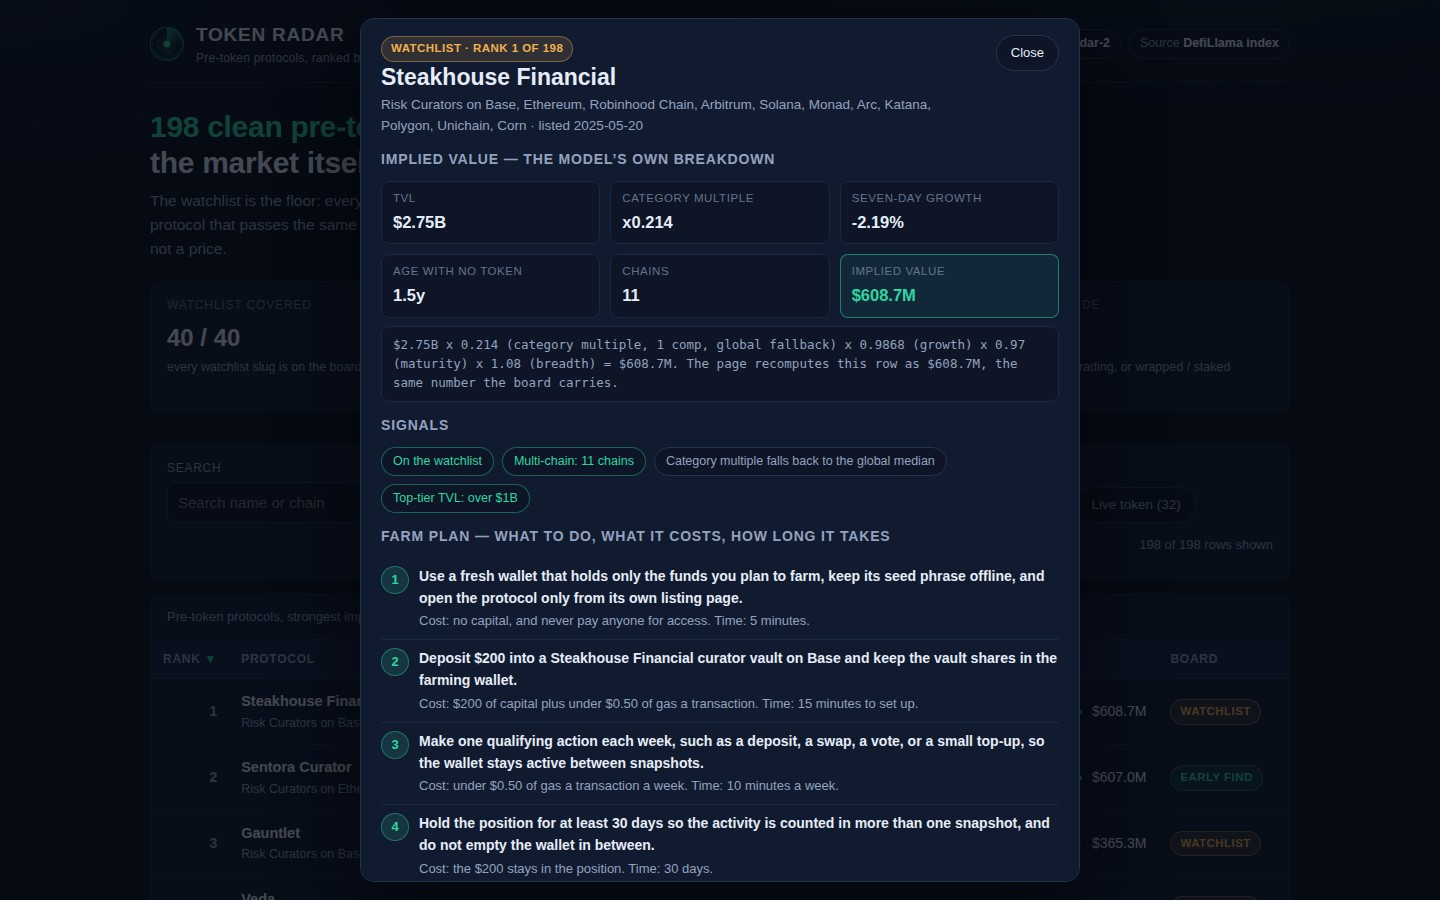 TOKEN RADAR
Pre-token protocols, ranked b
dar-2
Source DefiLlama index
198 clean pre-to
the market itsel
The watchlist is the floor: every
protocol that passes the same
not a price.
WATCHLIST COVERED
40 / 40
every watchlist slug is on the board
DE
rading, or wrapped / staked
SEARCH
Search name or chain
Live token (32)
198 of 198 rows shown
Pre-token protocols, strongest imp
RANK ▼ PROTOCOL BOARD
1 Steakhouse Finan $608.7M WATCHLIST
Risk Curators on Bas
2 Sentora Curator $607.0M EARLY FIND
Risk Curators on Ethe
3 Gauntlet $365.3M WATCHLIST
Risk Curators on Bas
Veda
WATCHLIST · RANK 1 OF 198
Close
Steakhouse Financial
Risk Curators on Base, Ethereum, Robinhood Chain, Arbitrum, Solana, Monad, Arc, Katana,
Polygon, Unichain, Corn · listed 2025-05-20
IMPLIED VALUE — THE MODEL’S OWN BREAKDOWN
TVL
$2.75B
CATEGORY MULTIPLE
x0.214
SEVEN-DAY GROWTH
-2.19%
AGE WITH NO TOKEN
1.5y
CHAINS
11
IMPLIED VALUE
$608.7M
$2.75B x 0.214 (category multiple, 1 comp, global fallback) x 0.9868 (growth) x 0.97
(maturity) x 1.08 (breadth) = $608.7M. The page recomputes this row as $608.7M, the
same number the board carries.
SIGNALS
On the watchlist
Multi-chain: 11 chains
Category multiple falls back to the global median
Top-tier TVL: over $1B
FARM PLAN — WHAT TO DO, WHAT IT COSTS, HOW LONG IT TAKES
1 Use a fresh wallet that holds only the funds you plan to farm, keep its seed phrase offline, and
open the protocol only from its own listing page.
Cost: no capital, and never pay anyone for access. Time: 5 minutes.
2 Deposit $200 into a Steakhouse Financial curator vault on Base and keep the vault shares in the
farming wallet.
Cost: $200 of capital plus under $0.50 of gas a transaction. Time: 15 minutes to set up.
3 Make one qualifying action each week, such as a deposit, a swap, a vote, or a small top-up, so
the wallet stays active between snapshots.
Cost: under $0.50 of gas a transaction a week. Time: 10 minutes a week.
4 Hold the position for at least 30 days so the activity is counted in more than one snapshot, and
do not empty the wallet in between.
Cost: the $200 stays in the position. Time: 30 days.